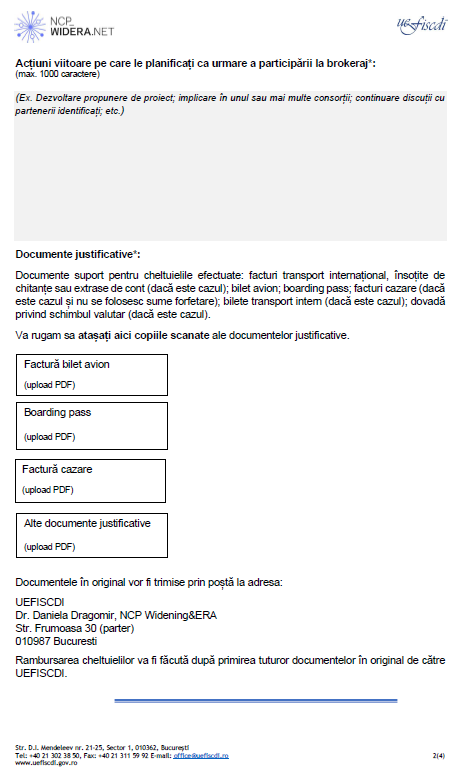 NCP_
WIDERA.NET
uefiscdi
Acțiuni viitoare pe care le planificați ca urmare a participării la brokeraj*:
(max. 1000 caractere)
(Ex. Dezvoltare propunere de proiect; implicare în unul sau mai multe consorții; continuare discuții cu
partenerii identificați; etc.)
Documente justificative*:
Documente suport pentru cheltuielile efectuate: facturi transport internațional, însoțite de
chitanțe sau extrase de cont (dacă este cazul); bilet avion; boarding pass; facturi cazare (dacă
este cazul și nu se folosesc sume forfetare); bilete transport intern (dacă este cazul); dovadă
privind schimbul valutar (dacă este cazul).
Va rugam sa atașați aici copiile scanate ale documentelor justificative.
Factură bilet avion
(upload PDF)
Boarding pass
(upload PDF)
Factură cazare
(upload PDF)
Alte documente justificative
(upload PDF)
Documentele în original vor fi trimise prin poștă la adresa:
UEFISCDI
Dr. Daniela Dragomir, NCP Widening&ERA
Str. Frumoasa 30 (parter)
010987 Bucuresti
Rambursarea cheltuielilor va fi făcută după primirea tuturor documentelor în original de către
UEFISCDI.
Str. D.I. Mendeleev nr. 21-25, Sector 1, 010362, București
Tel: +40 21 302 38 50, Fax: +40 21 311 59 92 E-mail: office@uefiscdi.ro
www.uefiscdi.gov.ro
2(4)